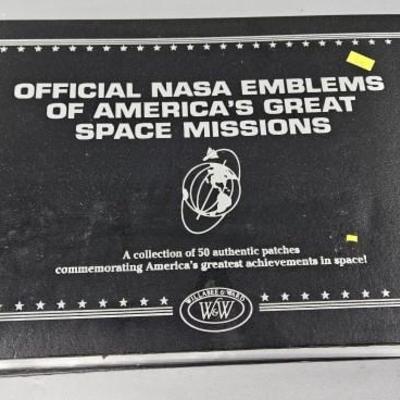 OFFICIAL NASA EMBLEMS
OF AMERICA'S GREAT
SPACE MISSIONS
A collection of 50 authentic patches
commemorating America's greatest achievements in space!
WILLABEE & WARD
W&W